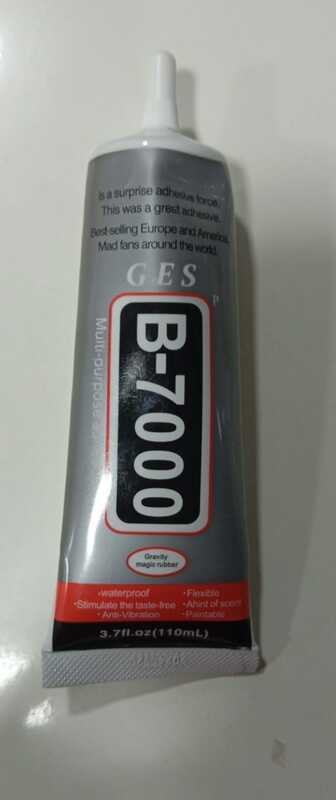 Is a surprise adhesive force.
This was a great adhesive.
Best-selling Europe and America.
Mad fans around the world.
GES
P
B-7000
Multi-purpose
Gravity
magic rubber
•waterproof
•Flexible
•Stimulate the taste-free
•Ahint of scent
•Anti-Vibration
•Paintable
3.7fl.oz(110mL)